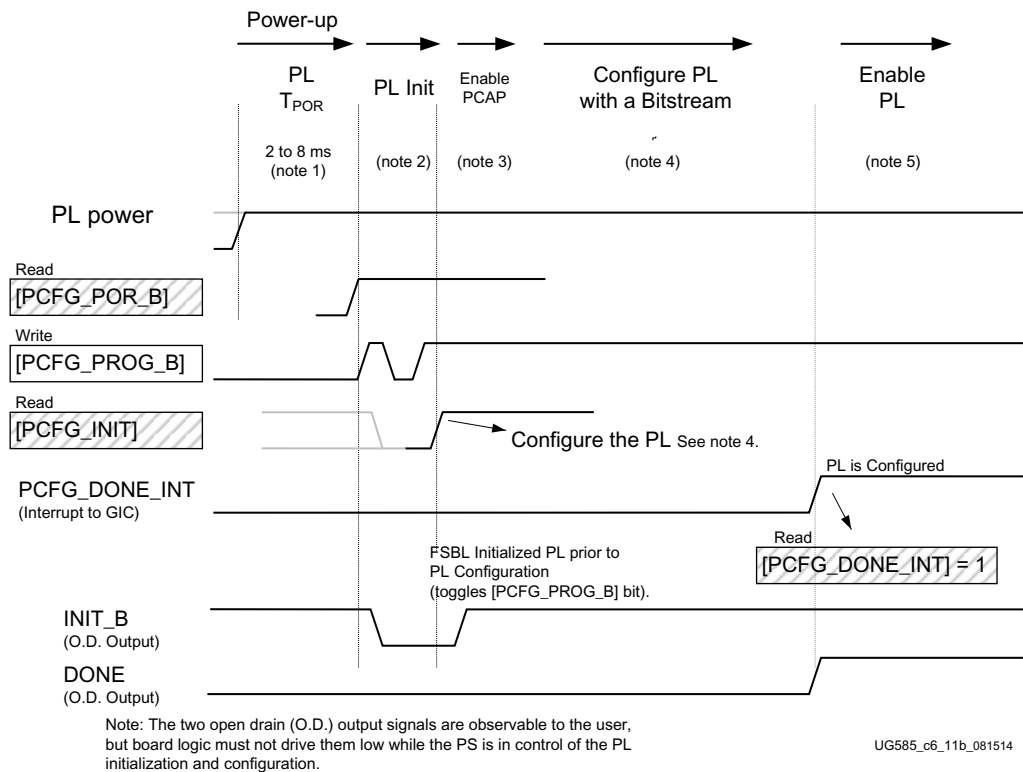 Power-up
PL
TPOR
PL Init
Enable
PCAP
Configure PL
with a Bitstream
Enable
PL
2 to 8 ms
(note 1)
(note 2)
(note 3)
(note 4)
(note 5)
PL power
Read
[PCFG_POR_B]
Write
[PCFG_PROG_B]
Read
[PCFG_INIT]
Configure the PL See note 4.
PL is Configured
PCFG_DONE_INT
(Interrupt to GIC)
Read
[PCFG_DONE_INT] = 1
FSBL Initialized PL prior to
PL Configuration
(toggles [PCFG_PROG_B] bit).
INIT_B
(O.D. Output)
DONE
(O.D. Output)
Note: The two open drain (O.D.) output signals are observable to the user,
but board logic must not drive them low while the PS is in control of the PL
initialization and configuration.
UG585_c6_11b_081514